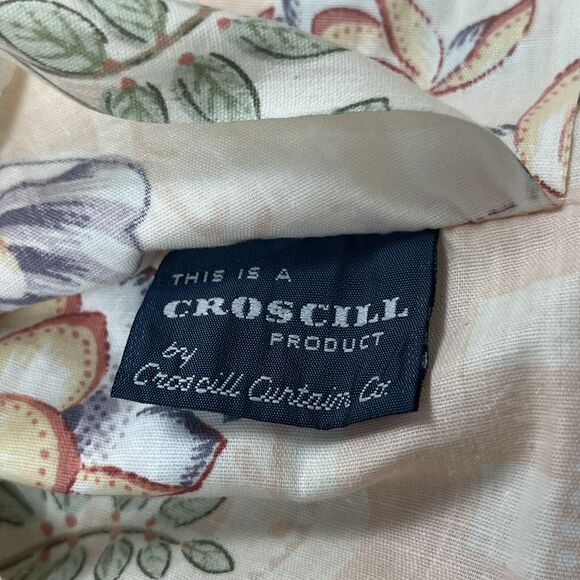 THIS IS A
CROSCILL
PRODUCT
by
Croscill Curtain Co.